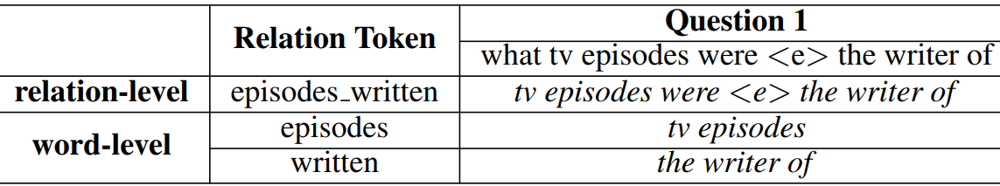 Relation Token
Question 1
what tv episodes were <e> the writer of
relation-level
episodes_written
tv episodes were <e> the writer of
word-level
episodes
tv episodes
written
the writer of